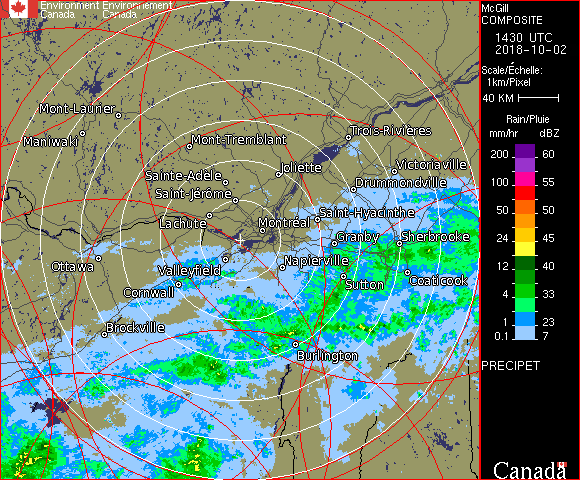 Environment Environnement
Canada Canada
McGill
COMPOSITE
1430 UTC
2018-10-02
Scale/Échelle:
1km/Pixel
40 KM
Rain/Pluie
mm/hr dBZ
200 60
100 55
50 50
24 45
12 40
4 33
1 23
0.1 7
PRECIPET
Canada
Mont-Laurier
Maniwaki
Mont-Tremblant
Trois-Rivières
Joliette
Victoriaville
Sainte-Adèle
Drummondville
Saint-Jérôme
Lachute
Saint-Hyacinthe
Montréal
Granby
Sherbrooke
Ottawa
Valleyfield
Napierville
Coaticook
Cornwall
Sutton
Brockville
Burlington